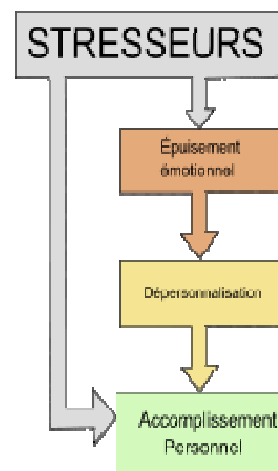 STRESSEURS
Épuisement
émotionnel
Dépersonnalisation
Accomplissement
Personnel